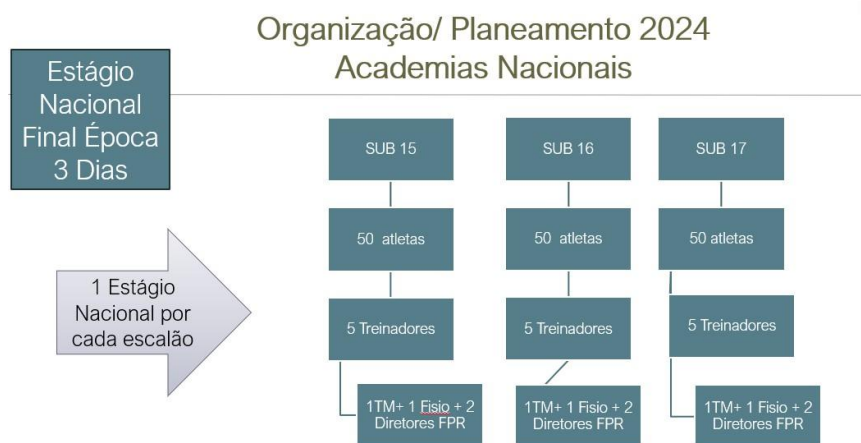 Organização/ Planeamento 2024
Academias Nacionais
Estágio
Nacional
Final Época
3 Dias
1 Estágio
Nacional por
cada escalão
SUB 15
SUB 16
SUB 17
50 atletas
50 atletas
50 atletas
5 Treinadores
5 Treinadores
5 Treinadores
1TM+ 1 Fisio + 2
Diretores FPR
1TM+ 1 Fisio + 2
Diretores FPR
1TM+ 1 Fisio + 2
Diretores FPR